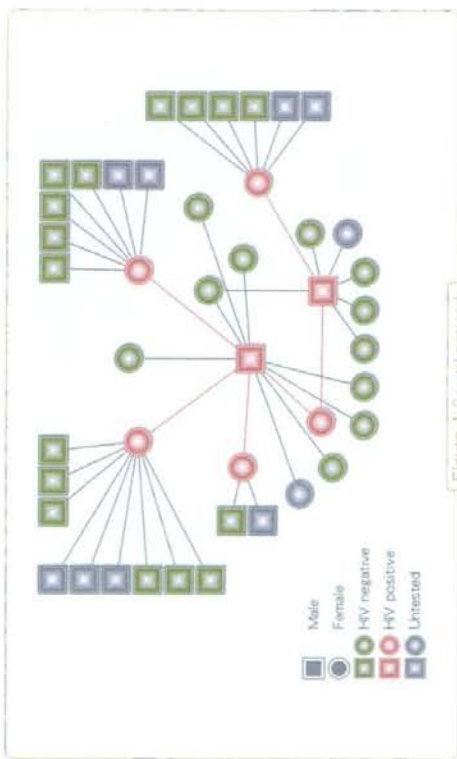 Male
Female
HIV negative
HIV positive
Untested